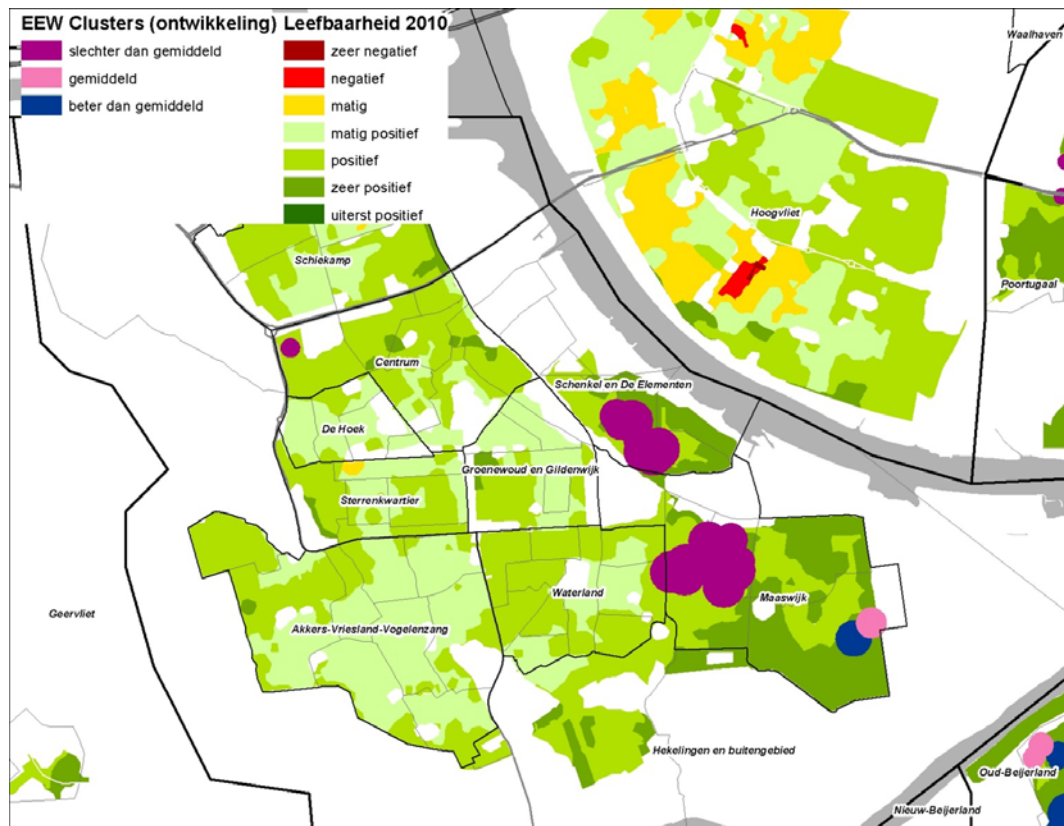 EEW Clusters (ontwikkeling)
slechter dan gemiddeld
gemiddeld
beter dan gemiddeld
Leefbaarheid 2010
zeer negatief
negatief
matig
matig positief
positief
zeer positief
uiterst positief
Waalhaven
Hoogvliet
Schiekamp
Poortugaal
Centrum
Schenkel en De Elementen
De Hoek
Groenewoud en Gildenwijk
Sterrenkwartier
Waterland
Maaswijk
Geervliet
Akkers-Vriesland-Vogelenzang
Hekelingen en buitengebied
Oud-Beijerland
Nieuw-Beijerland